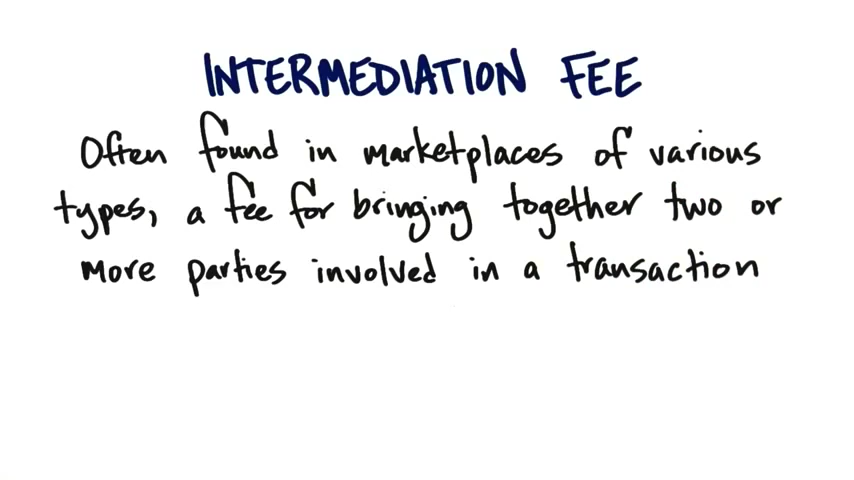 INTERMEDIATION FEE
Often found in marketplaces of various
types, a fee for bringing together two or
more parties involved in a transaction